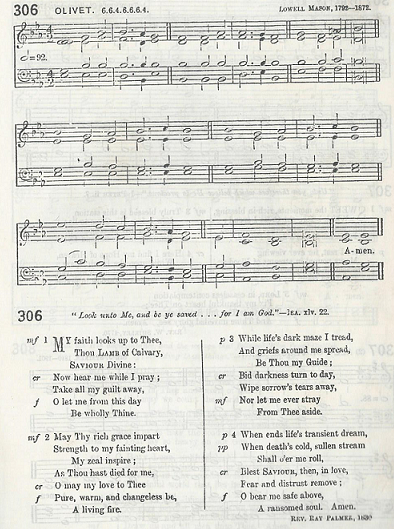 306 OLIVET. 6.6.4.6.6.6.4. LOWELL MASON, 1792–1872.
=92.
A-men.
306 "Look unto Me, and be ye saved . . . for I am God."—ISA. xlv. 22.
mf 1 MY faith looks up to Thee,
Thou LAMB of Calvary,
SAVIOUR Divine:
cr Now hear me while I pray;
Take all my guilt away,
f O let me from this day
Be wholly Thine.
mf 2 May Thy rich grace impart
Strength to my fainting heart,
My zeal inspire;
As Thou hast died for me,
cr O may my love to Thee
f Pure, warm, and changeless be,
A living fire.
p 3 While life's dark maze I tread,
And griefs around me spread,
Be Thou my Guide;
cr Bid darkness turn to day,
Wipe sorrow's tears away,
mf Nor let me ever stray
From Thee aside.
p 4 When ends life's transient dream,
pp When death's cold, sullen stream
Shall o'er me roll,
cr Blest SAVIOUR, then, in love,
Fear and distrust remove;
f O bear me safe above,
A ransomed soul. Amen.
REV. RAY PALMER, 1830